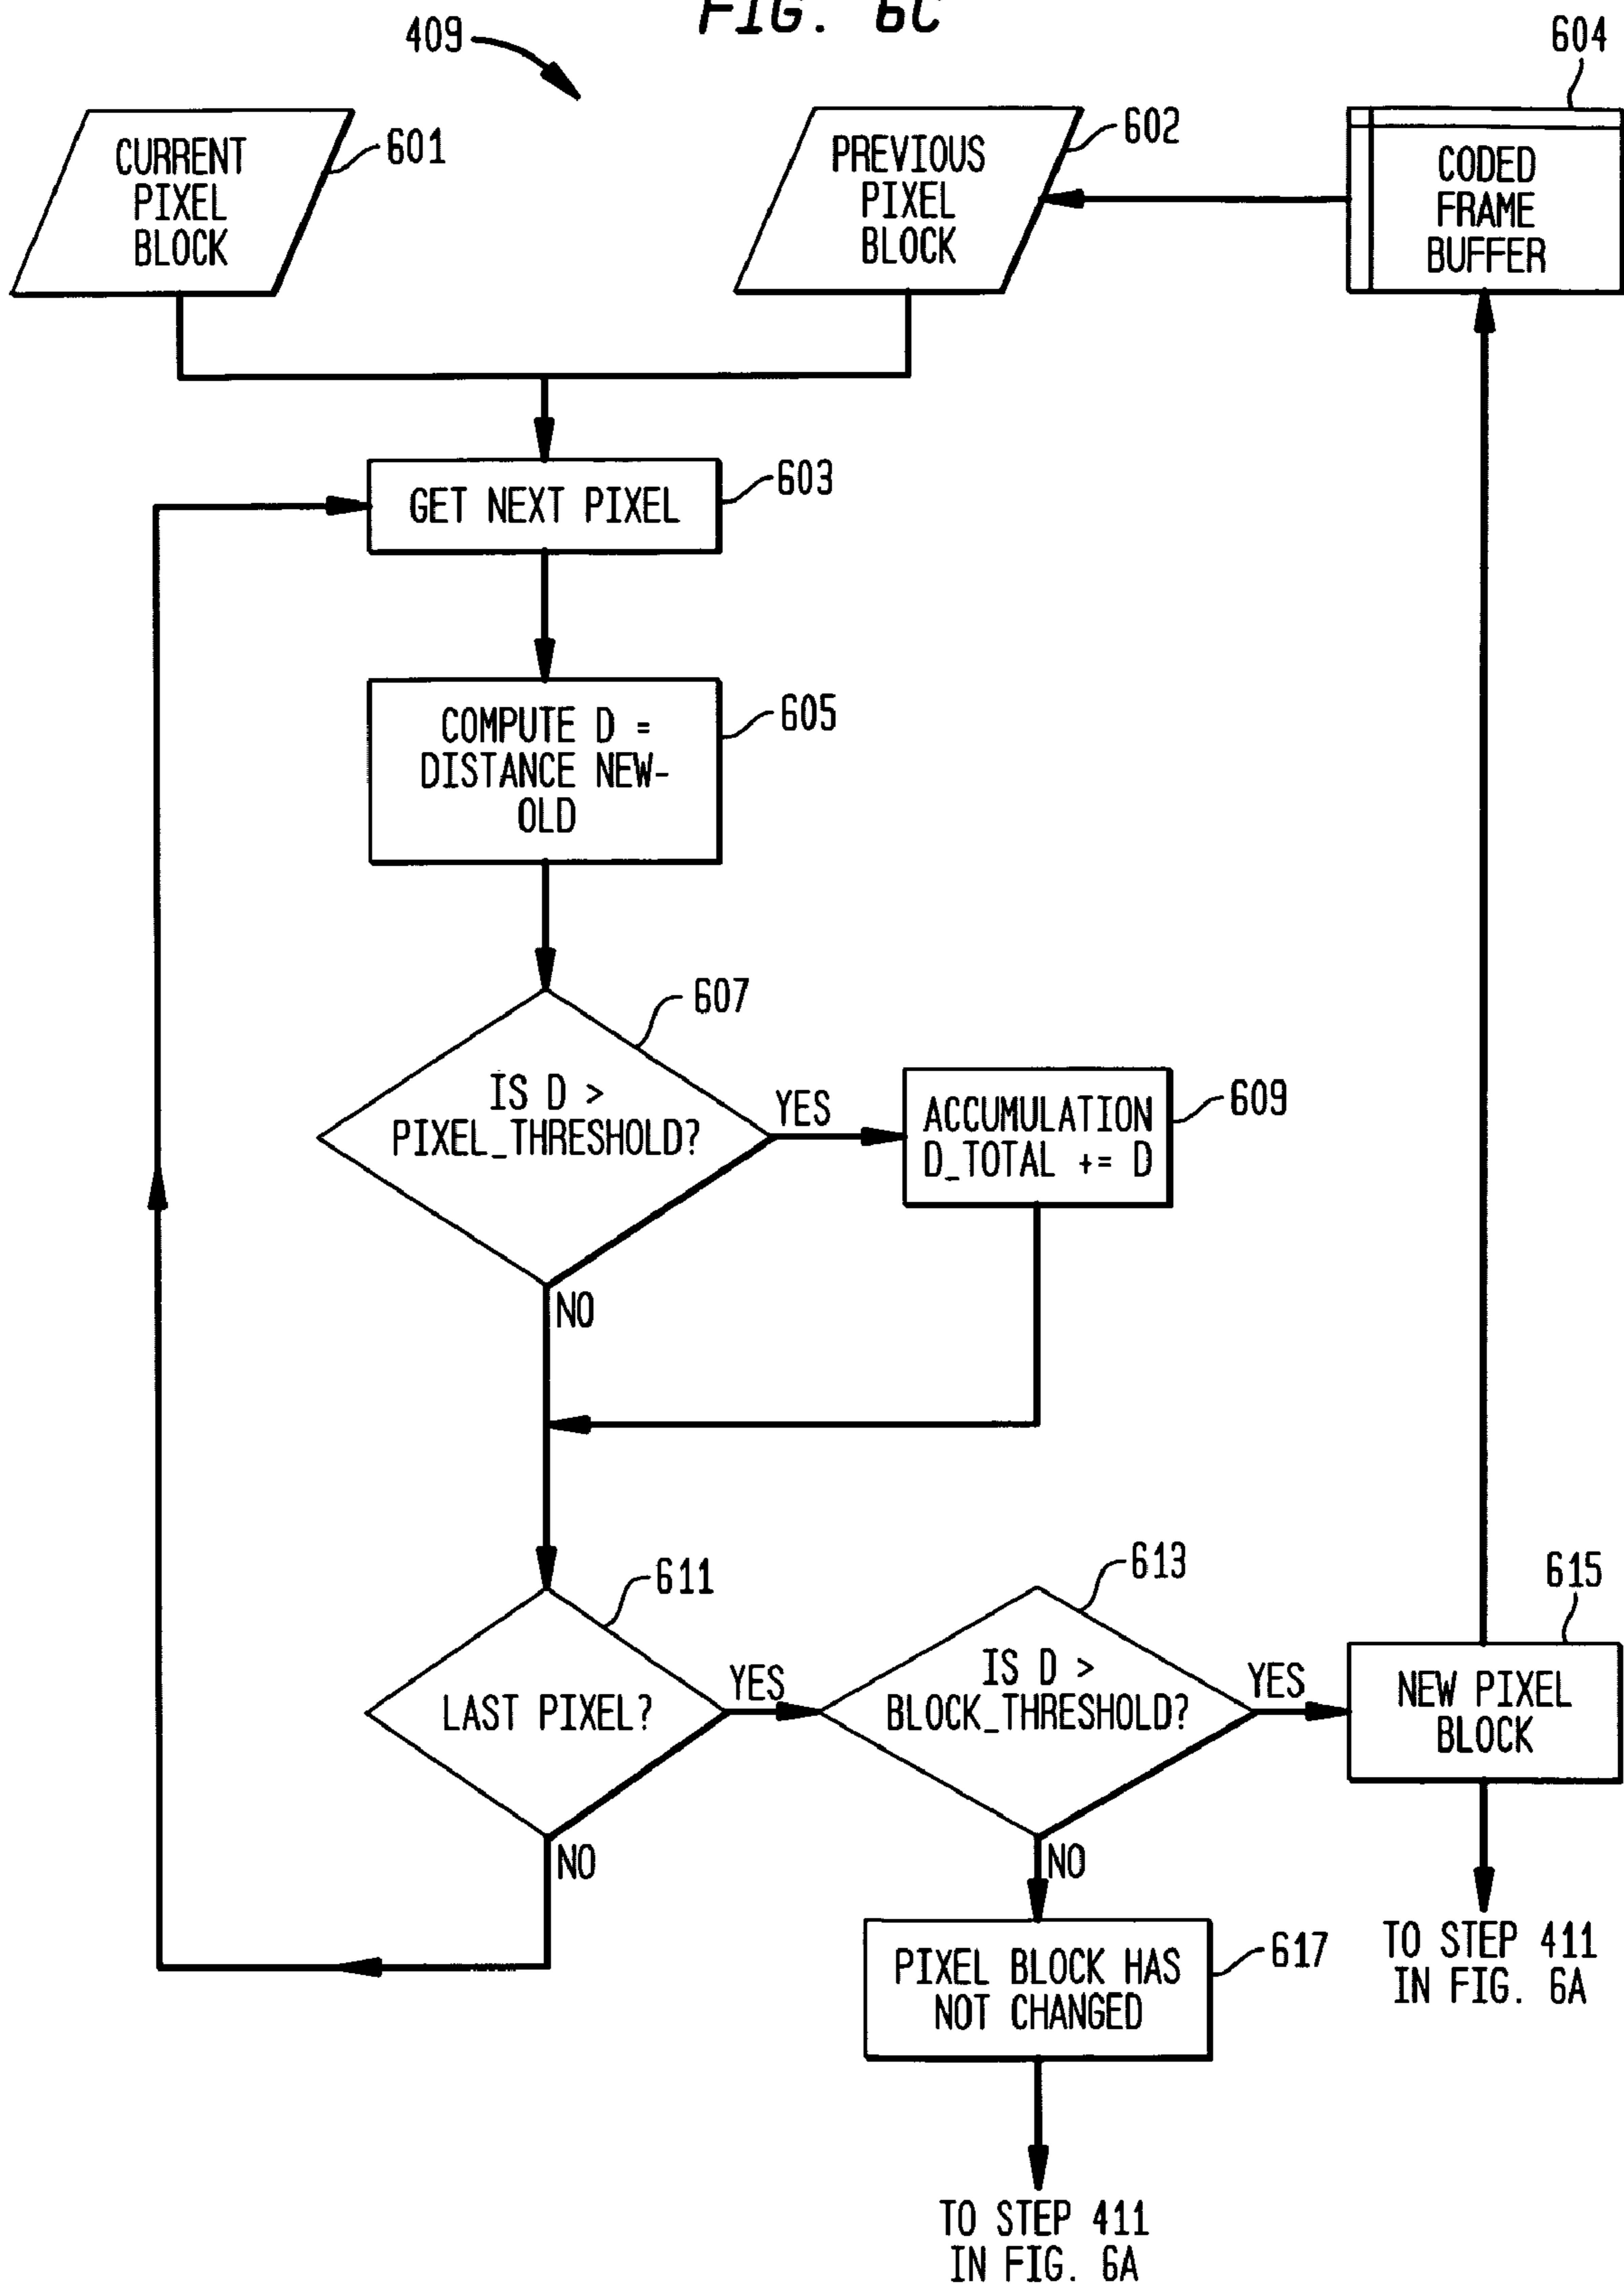 FIG. 6C
409
604
CURRENT
PIXEL
BLOCK
601
PREVIOUS
PIXEL
BLOCK
602
CODED
FRAME
BUFFER
GET NEXT PIXEL
603
COMPUTE D =
DISTANCE NEW-
OLD
605
607
IS D >
PIXEL_THRESHOLD?
YES
NO
ACCUMULATION
D_TOTAL += D
609
611
LAST PIXEL?
YES
NO
613
IS D >
BLOCK_THRESHOLD?
YES
NO
615
NEW PIXEL
BLOCK
TO STEP 411
IN FIG. 6A
PIXEL BLOCK HAS
NOT CHANGED
617
TO STEP 411
IN FIG. 6A